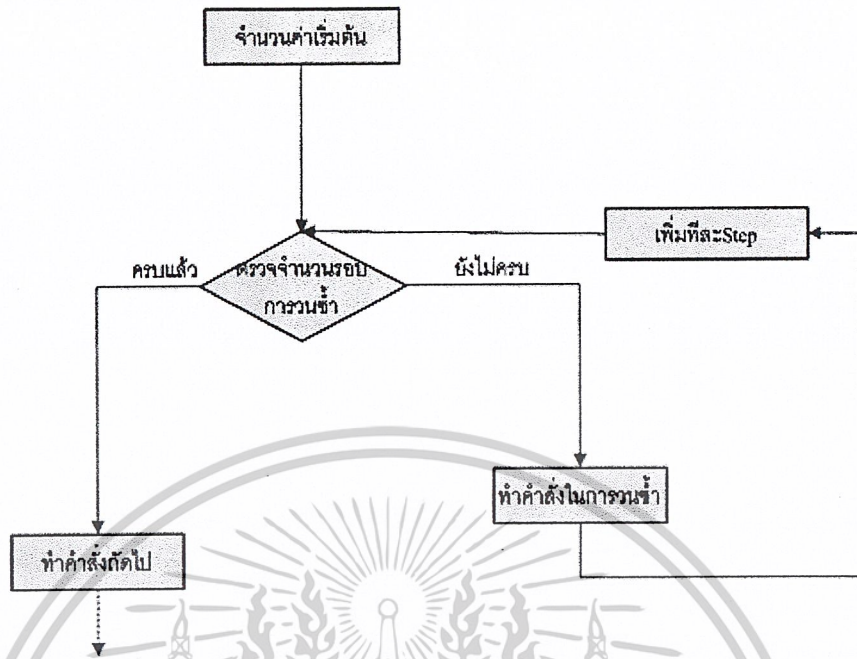 จำนวนค่าเริ่มต้น
เพิ่มทีละStep
ครบแล้ว
ตรวจจำนวนรอบ
การวนซ้ำ
ยังไม่ครบ
ทำคำสั่งในการวนซ้ำ
ทำคำสั่งถัดไป